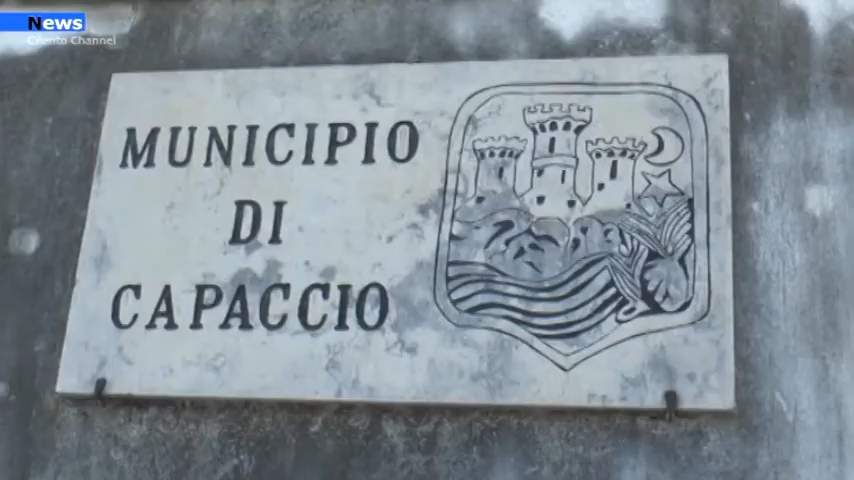 News
Cilento Channel
MUNICIPIO
DI
CAPACCIO